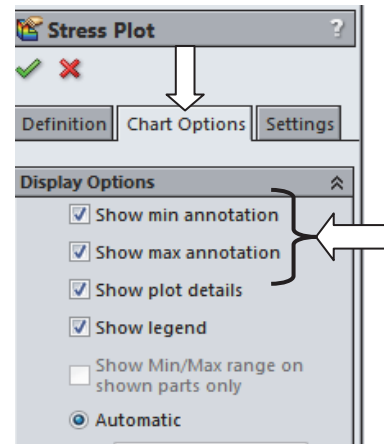 Stress Plot ?
Definition Chart Options Settings
Display Options
Show min annotation
Show max annotation
Show plot details
Show legend
Show Min/Max range on
shown parts only
Automatic